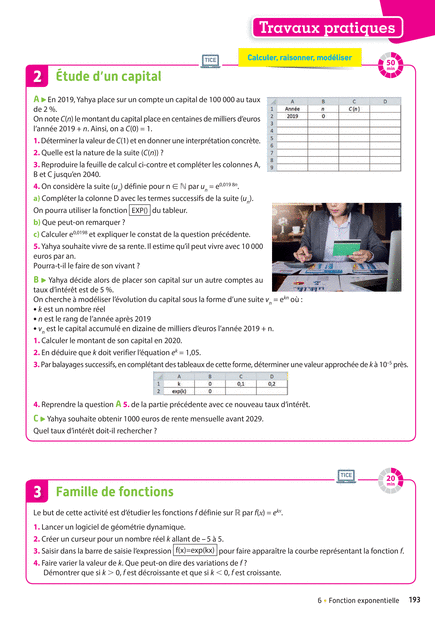 Travaux pratiques
TICE
Calculer, raisonner, modéliser
50 min
2 Étude d'un capital
A ▶ En 2019, Yahya place sur un compte un capital de 100 000 au taux
de 2 %.
On note C(n) le montant du capital place en centaines de milliers d'euros
l'année 2019 + n. Ainsi, on a C(0) = 1.
1. Déterminer la valeur de C(1) et en donner une interprétation concrète.
2. Quelle est la nature de la suite (C(n)) ?
3. Reproduire la feuille de calcul ci-contre et compléter les colonnes A,
B et C jusqu'en 2040.
4. On considère la suite (uₙ) définie pour n ∈ ℕ par uₙ = e^0,0198n.
a) Compléter la colonne D avec les termes successifs de la suite (uₙ).
On pourra utiliser la fonction EXP() du tableur.
b) Que peut-on remarquer ?
c) Calculer e^0,0198 et expliquer le constat de la question précédente.
5. Yahya souhaite vivre de sa rente. Il estime qu'il peut vivre avec 10 000
euros par an.
Pourra-t-il le faire de son vivant ?
A B C D
1 Année n C(n)
2 2019 0
3
4
5
6
7
8
9
B ▶ Yahya décide alors de placer son capital sur un autre comptes au
taux d'intérêt est de 5 %.
On cherche à modéliser l'évolution du capital sous la forme d'une suite vₙ = e^kn où :
• k est un nombre réel
• n est le rang de l'année après 2019
• vₙ est le capital accumulé en dizaine de milliers d'euros l'année 2019 + n.
1. Calculer le montant de son capital en 2020.
2. En déduire que k doit verifier l'équation e^k = 1,05.
3. Par balayages successifs, en complétant des tableaux de cette forme, déterminer une valeur approchée de k à 10⁻⁵ près.
A B C D
1 k 0 0,1 0,2
2 exp(k) 0
4. Reprendre la question A 5. de la partie précédente avec ce nouveau taux d'intérêt.
C ▶ Yahya souhaite obtenir 1000 euros de rente mensuelle avant 2029.
Quel taux d'intérêt doit-il rechercher ?
TICE
20 min
3 Famille de fonctions
Le but de cette activité est d'étudier les fonctions f définie sur ℝ par f(x) = e^kx.
1. Lancer un logiciel de géométrie dynamique.
2. Créer un curseur pour un nombre réel k allant de – 5 à 5.
3. Saisir dans la barre de saisie l'expression f(x)=exp(kx) pour faire apparaître la courbe représentant la fonction f.
4. Faire varier la valeur de k. Que peut-on dire des variations de f ?
Démontrer que si k > 0, f est décroissante et que si k < 0, f est croissante.
6 • Fonction exponentielle 193